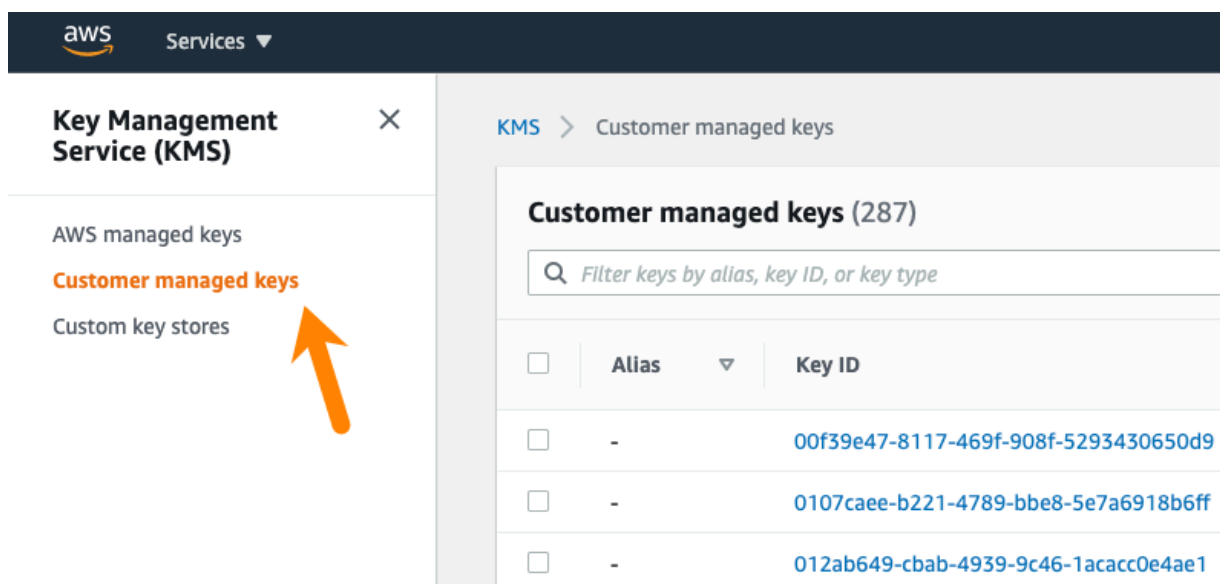 aws
Services ▼
Key Management
Service (KMS)
AWS managed keys
Customer managed keys
Custom key stores
KMS > Customer managed keys
Customer managed keys (287)
Filter keys by alias, key ID, or key type
Alias Key ID
- 00f39e47-8117-469f-908f-5293430650d9
- 0107caee-b221-4789-bbe8-5e7a6918b6ff
- 012ab649-cbab-4939-9c46-1acacc0e4ae1